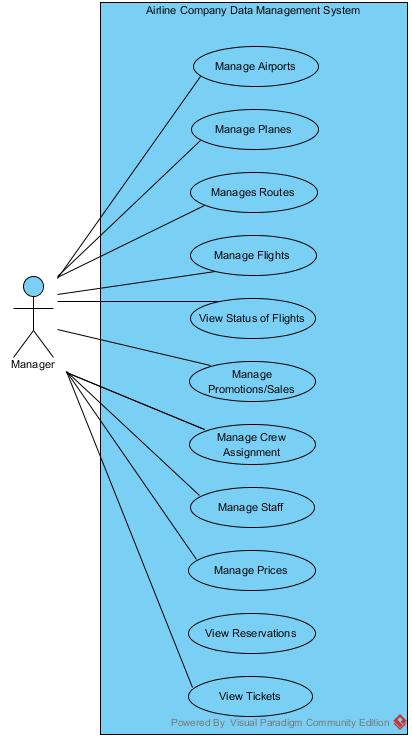 Airline Company Data Management System
Manage Airports
Manage Planes
Manages Routes
Manage Flights
View Status of Flights
Manager
Manage
Promotions/Sales
Manage Crew
Assignment
Manage Staff
Manage Prices
View Reservations
View Tickets
Powered By Visual Paradigm Community Edition